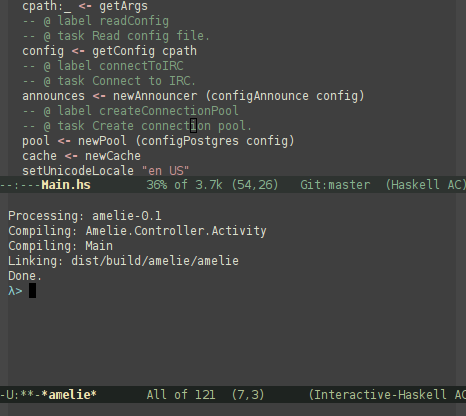 cpath:_ <- getArgs
-- @ label readConfig
-- @ task Read config file.
config <- getConfig cpath
-- @ label connectToIRC
-- @ task Connect to IRC.
announces <- newAnnouncer (configAnnounce config)
-- @ label createConnectionPool
-- @ task Create connection pool.
pool <- newPool (configPostgres config)
cache <- newCache
setUnicodeLocale "en_US"
--:---Main.hs 36% of 3.7k (54,26) Git:master (Haskell AC)
Processing: amelie-0.1
Compiling: Amelie.Controller.Activity
Compiling: Main
Linking: dist/build/amelie/amelie
Done.
λ>
-U:**-*amelie* All of 121 (7,3) (Interactive-Haskell AC